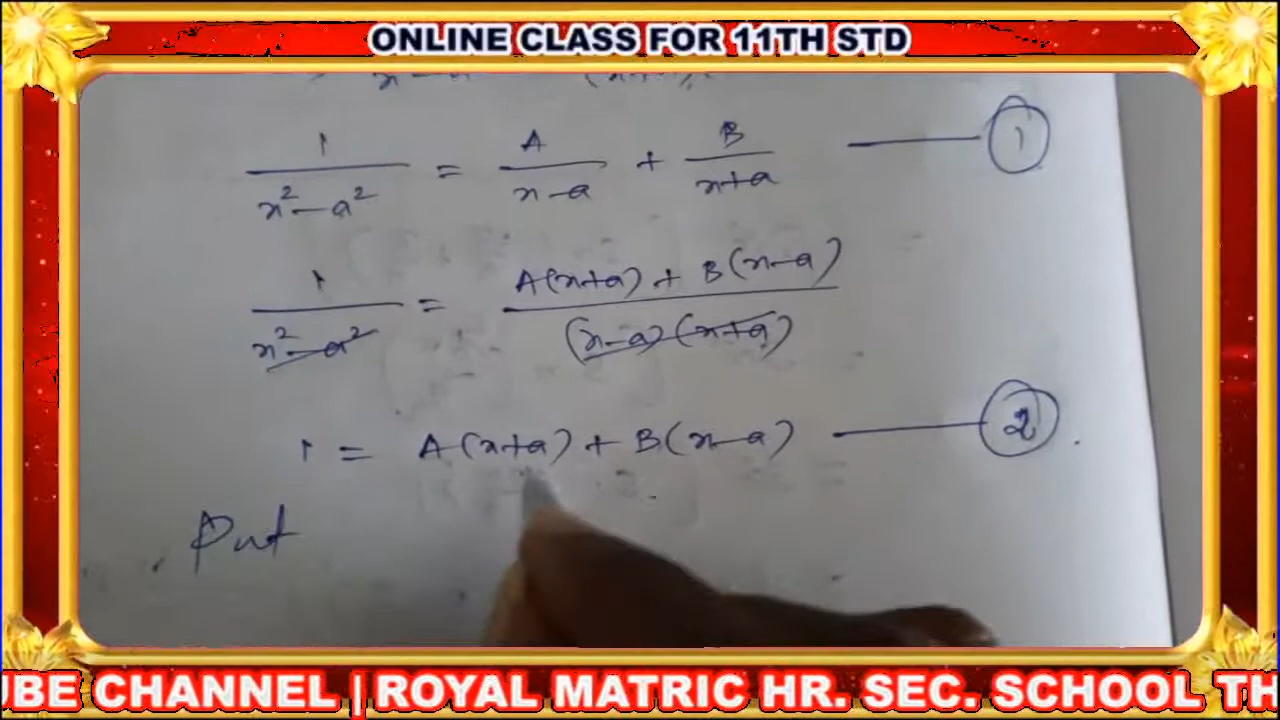 ONLINE CLASS FOR 11TH STD
1/(x²-a²) = A/(x-a) + B/(x+a) —— ①
1/(x²-a²) = (A(x+a) + B(x-a))/((x-a)(x+a))
1 = A(x+a) + B(x-a) —— ②.
Put
UBE CHANNEL | ROYAL MATRIC HR. SEC. SCHOOL TH